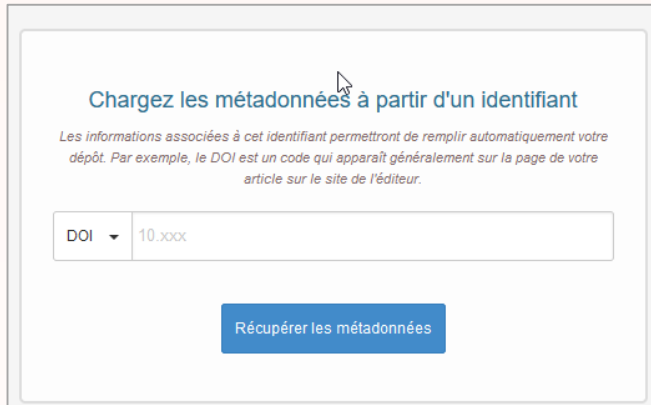 Chargez les métadonnées à partir d'un identifiant
Les informations associées à cet identifiant permettront de remplir automatiquement votre
dépôt. Par exemple, le DOI est un code qui apparaît généralement sur la page de votre
article sur le site de l'éditeur.
DOI 10.xxx
Récupérer les métadonnées